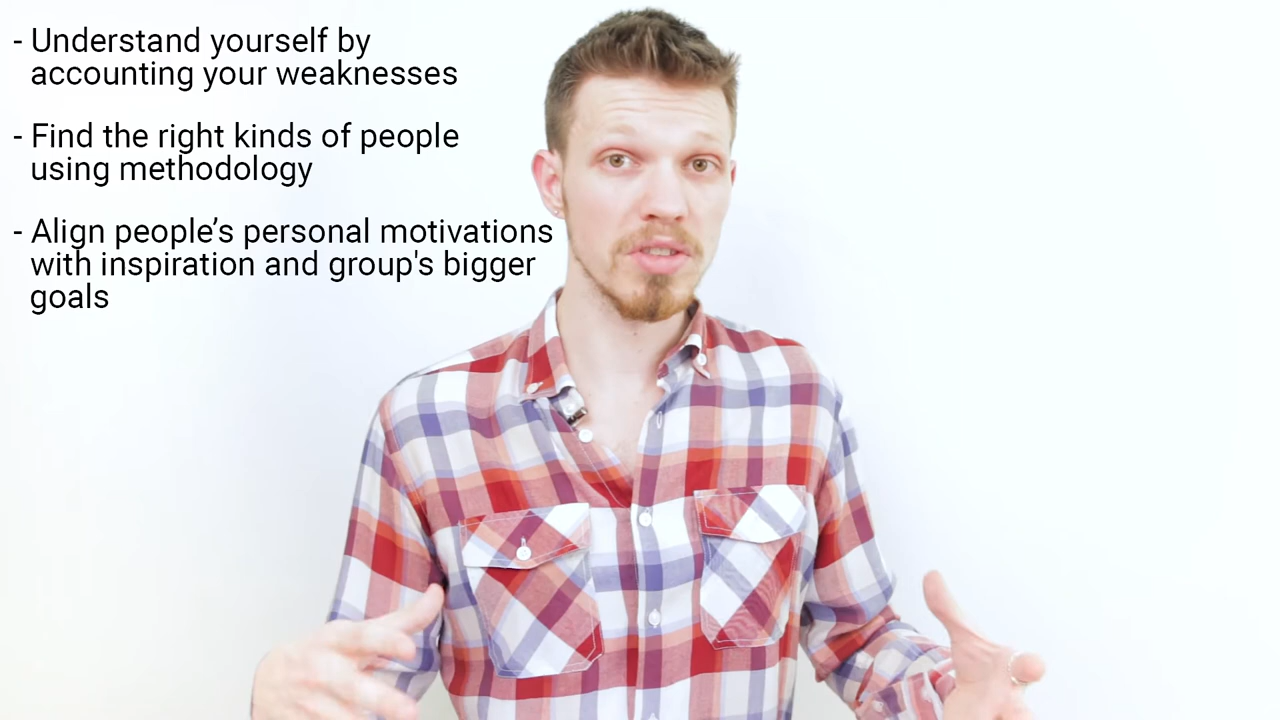 - Understand yourself by
accounting your weaknesses
- Find the right kinds of people
using methodology
- Align people’s personal motivations
with inspiration and group's bigger
goals